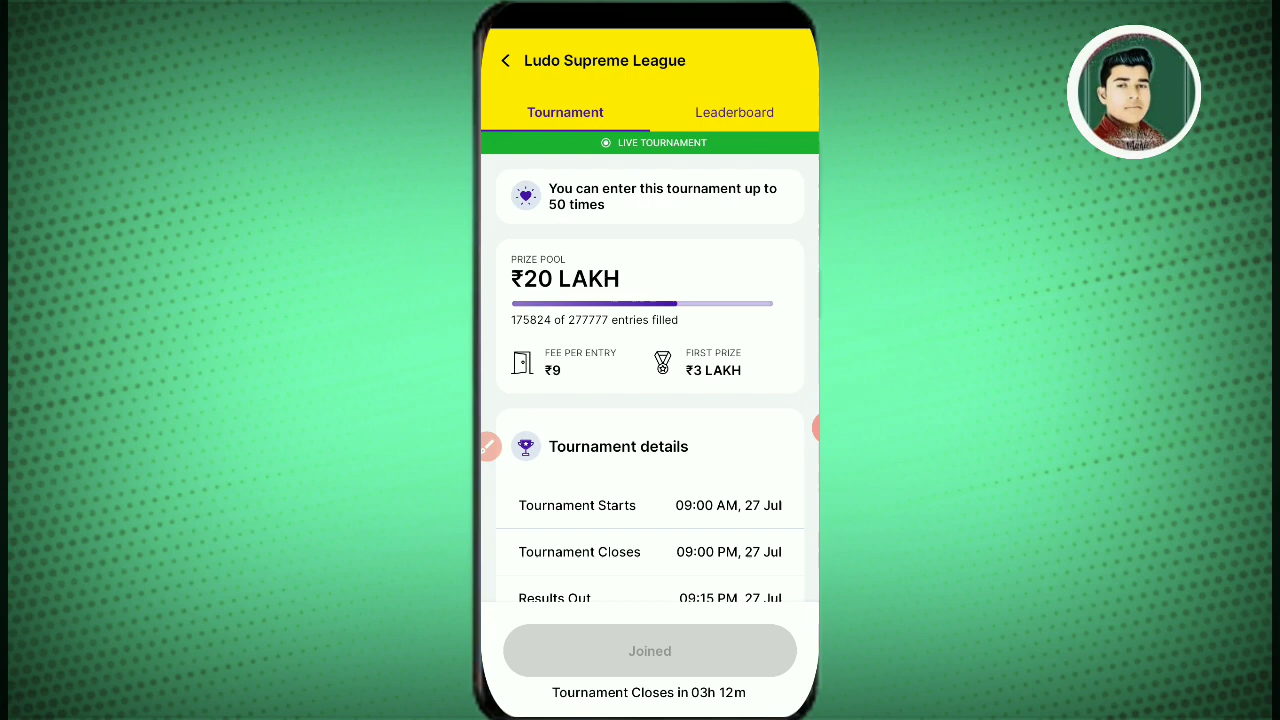 Ludo Supreme League
Tournament
Leaderboard
LIVE TOURNAMENT
You can enter this tournament up to
50 times
PRIZE POOL
₹20 LAKH
175824 of 277777 entries filled
FEE PER ENTRY
₹9
FIRST PRIZE
₹3 LAKH
Tournament details
Tournament Starts
09:00 AM, 27 Jul
Tournament Closes
09:00 PM, 27 Jul
Results Out
09:15 PM, 27 Jul
Joined
Tournament Closes in 03h 12m